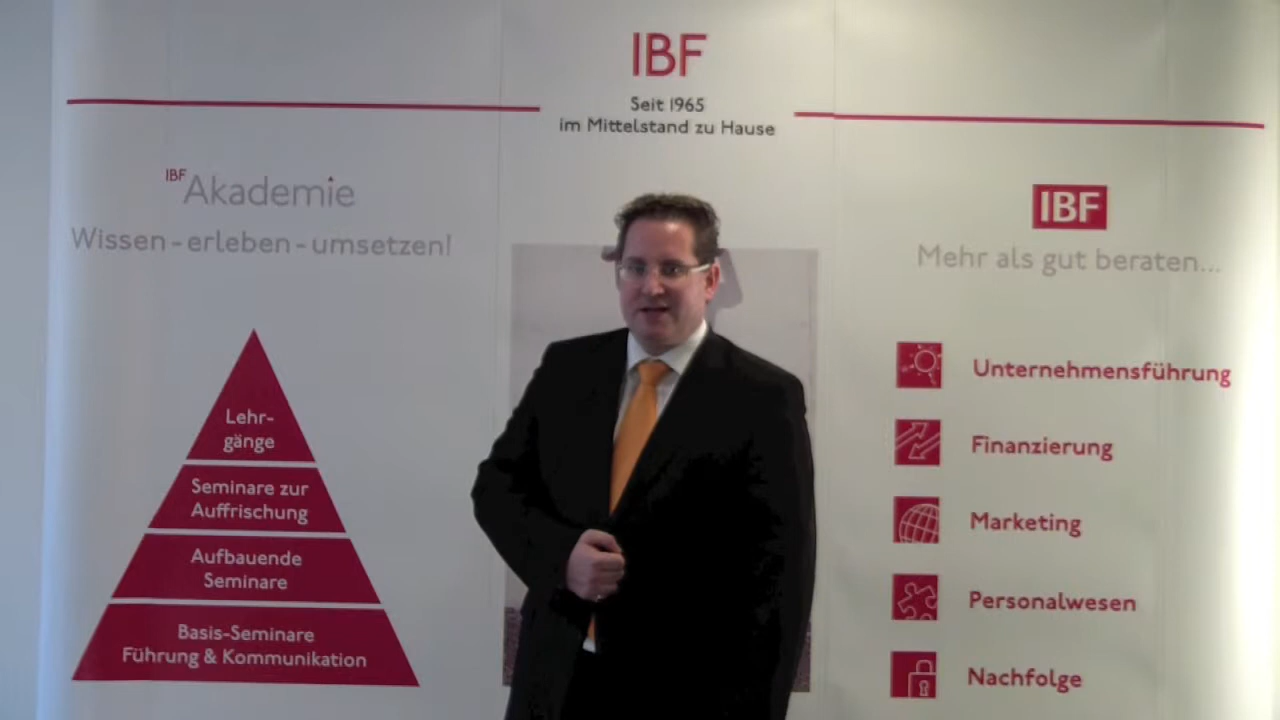 IBF
Seit 1965
im Mittelstand zu Hause
IBF Akademie
Wissen - erleben - umsetzen!
Lehr-
gänge
Seminare zur
Auffrischung
Aufbauende
Seminare
Basis-Seminare
Führung & Kommunikation
IBF
Mehr als gut beraten...
Unternehmensführung
Finanzierung
Marketing
Personalwesen
Nachfolge